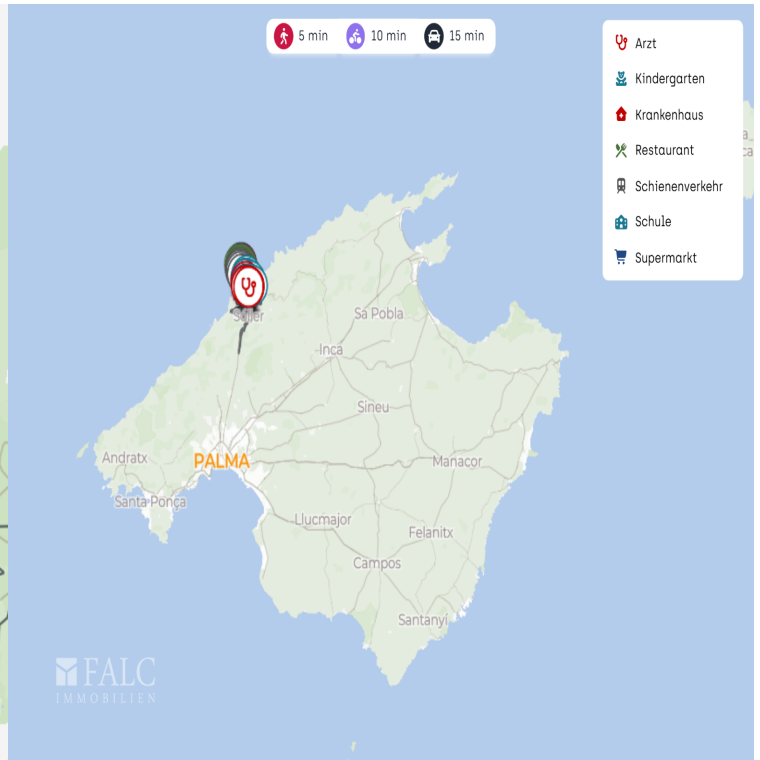 5 min
10 min
15 min
Arzt
Kindergarten
Krankenhaus
Restaurant
Schienenverkehr
Schule
Supermarkt
Sóller
Sa Pobla
Inca
Sineu
PALMA
Andratx
Manacor
Santa Ponça
Llucmajor
Felanitx
Campos
Santanyí
FALC
IMMOBILIEN